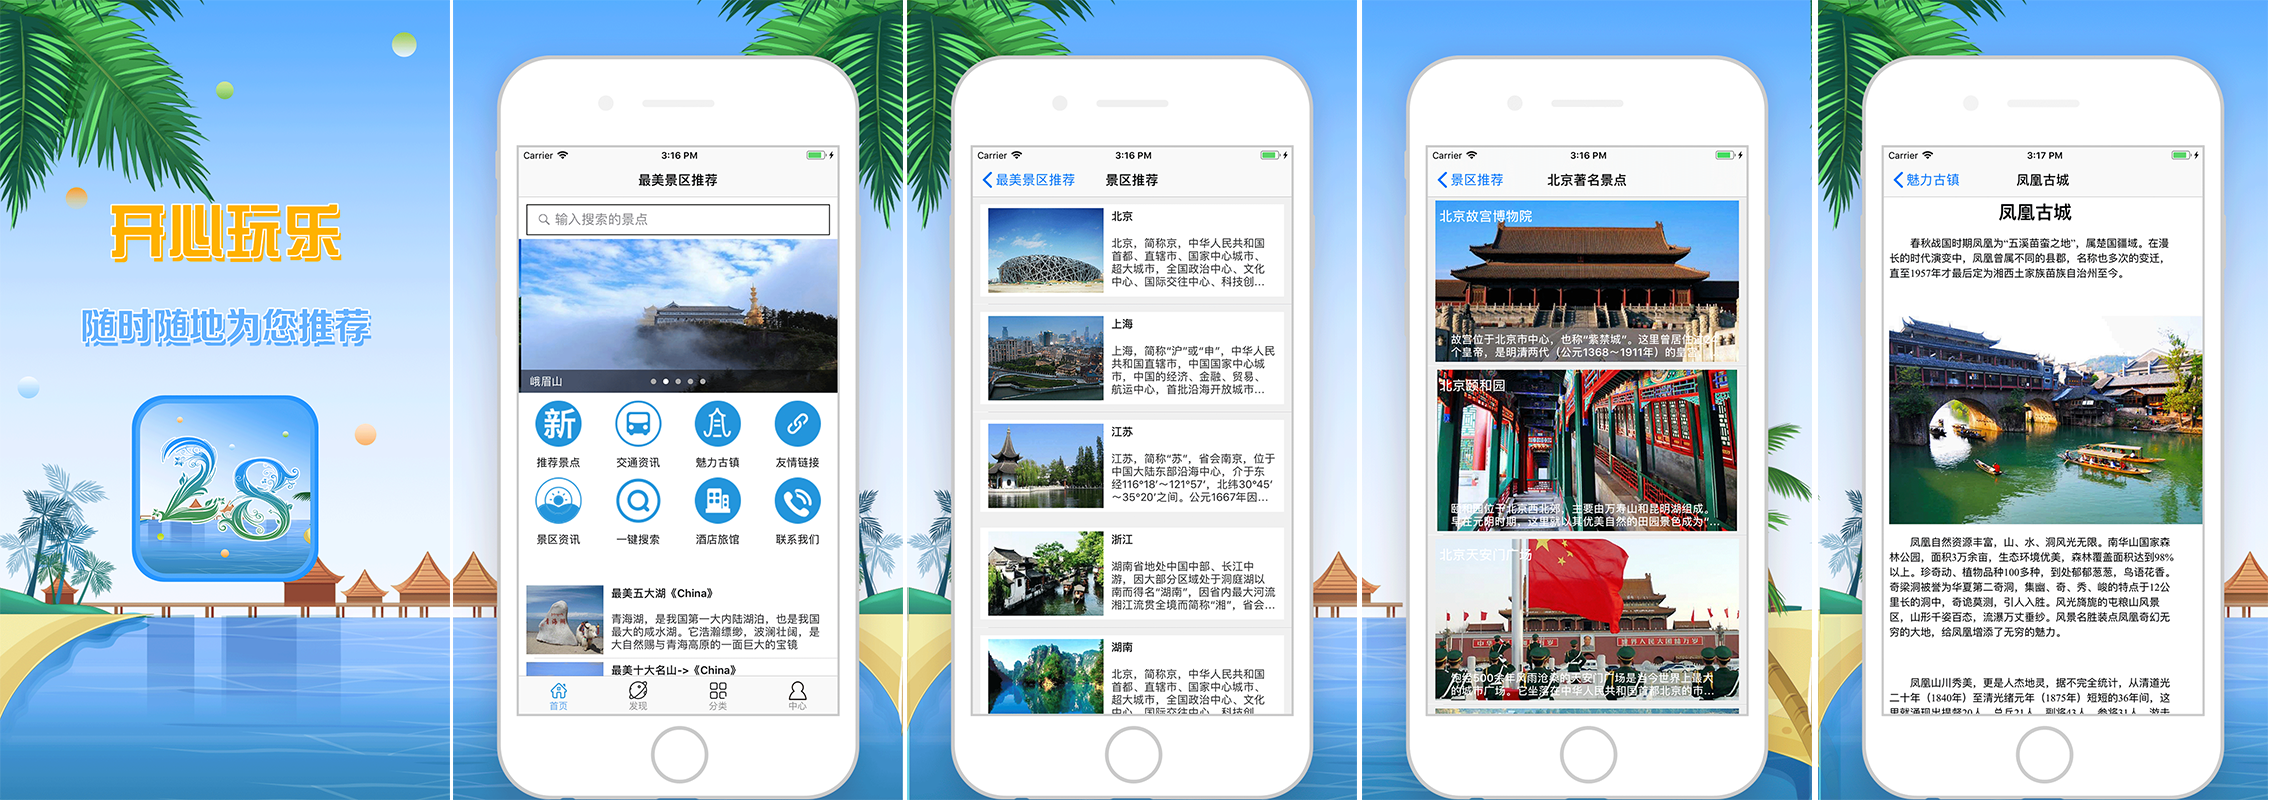 开心玩乐
随时随地为您推荐
28
Carrier 3:16 PM
最美景区推荐
输入搜索的景点
峨眉山
新
推荐景点 交通资讯 魅力古镇 友情链接
景区资讯 一键搜索 酒店旅馆 联系我们
最美五大湖《China》
青海湖，是我国第一大内陆湖泊，也是我国
最大的咸水湖。它浩瀚缥缈，波澜壮阔，是
大自然赐与青海高原的一面巨大的宝镜
最美十大名山->《China》
首页 发现 分类 中心
Carrier 3:16 PM
最美景区推荐 景区推荐
北京
北京，简称京，中华人民共和国
首都、直辖市、国家中心城市、
超大城市，全国政治中心、文化
中心、国际交往中心、科技创...
上海
上海，简称“沪”或“申”，中华人民
共和国直辖市，中国国家中心城
市，中国的经济、金融、贸易、
航运中心，首批沿海开放城市...
江苏
江苏，简称“苏”，省会南京，位于
中国大陆东部沿海中心，介于东
经116°18′～121°57′，北纬30°45′
～35°20′之间。公元1667年因...
浙江
湖南省地处中国中部、长江中
游，因大部分区域处于洞庭湖以
南而得名“湖南”，因省内最大河流
湘江流贯全境而简称“湘”，省会...
湖南
北京，简称京，中华人民共和国
首都、直辖市、国家中心城市、
超大城市，全国政治中心、文化
中心、国际交往中心、科技创
Carrier 3:16 PM
景区推荐 北京著名景点
北京故宫博物院
故宫位于北京市中心，也称“紫禁城”。这里曾居住
个皇帝，是明清两代（公元1368～1911年）的皇
北京颐和园
颐和园位于北京西北郊，主要由万寿山和昆明湖组成。
早在元明时期，这里就以其优美自然的田园景色成为“...
北京天安门广场
饱经500余年风雨沧桑的天安门广场是当今世界上最大
的城市广场。它坐落在中华人民共和国首都北京的市...
Carrier 3:17 PM
魅力古镇 凤凰古城
凤凰古城
春秋战国时期凤凰为“五溪苗蛮之地”，属楚国疆域。在漫
长的时代演变中，凤凰曾属不同的县郡，名称也多次的变迁，
直至1957年才最后定为湘西土家族苗族自治州至今。
凤凰自然资源丰富，山、水、洞风光无限。南华山国家森
林公园，面积3万余亩，生态环境优美，森林覆盖面积达到98%
以上。珍奇动、植物品种100多种，到处郁郁葱葱，鸟语花香。
奇梁洞被誉为华夏第二奇洞，集幽、奇、秀、峻的特点于12公
里长的洞中，奇诡莫测，引人入胜。风光旖旎的屯粮山风景
区，山形千姿百态，流瀑万丈垂纱。风景名胜装点凤凰奇幻无
穷的大地，给凤凰增添了无穷的魅力。
凤凰山川秀美，更是人杰地灵，据不完全统计，从清道光
二十年（1840年）至清光绪元年（1875年）短短的36年间，这
里就涌现出提督20人，总兵21人，副将43人，参将31人，游击